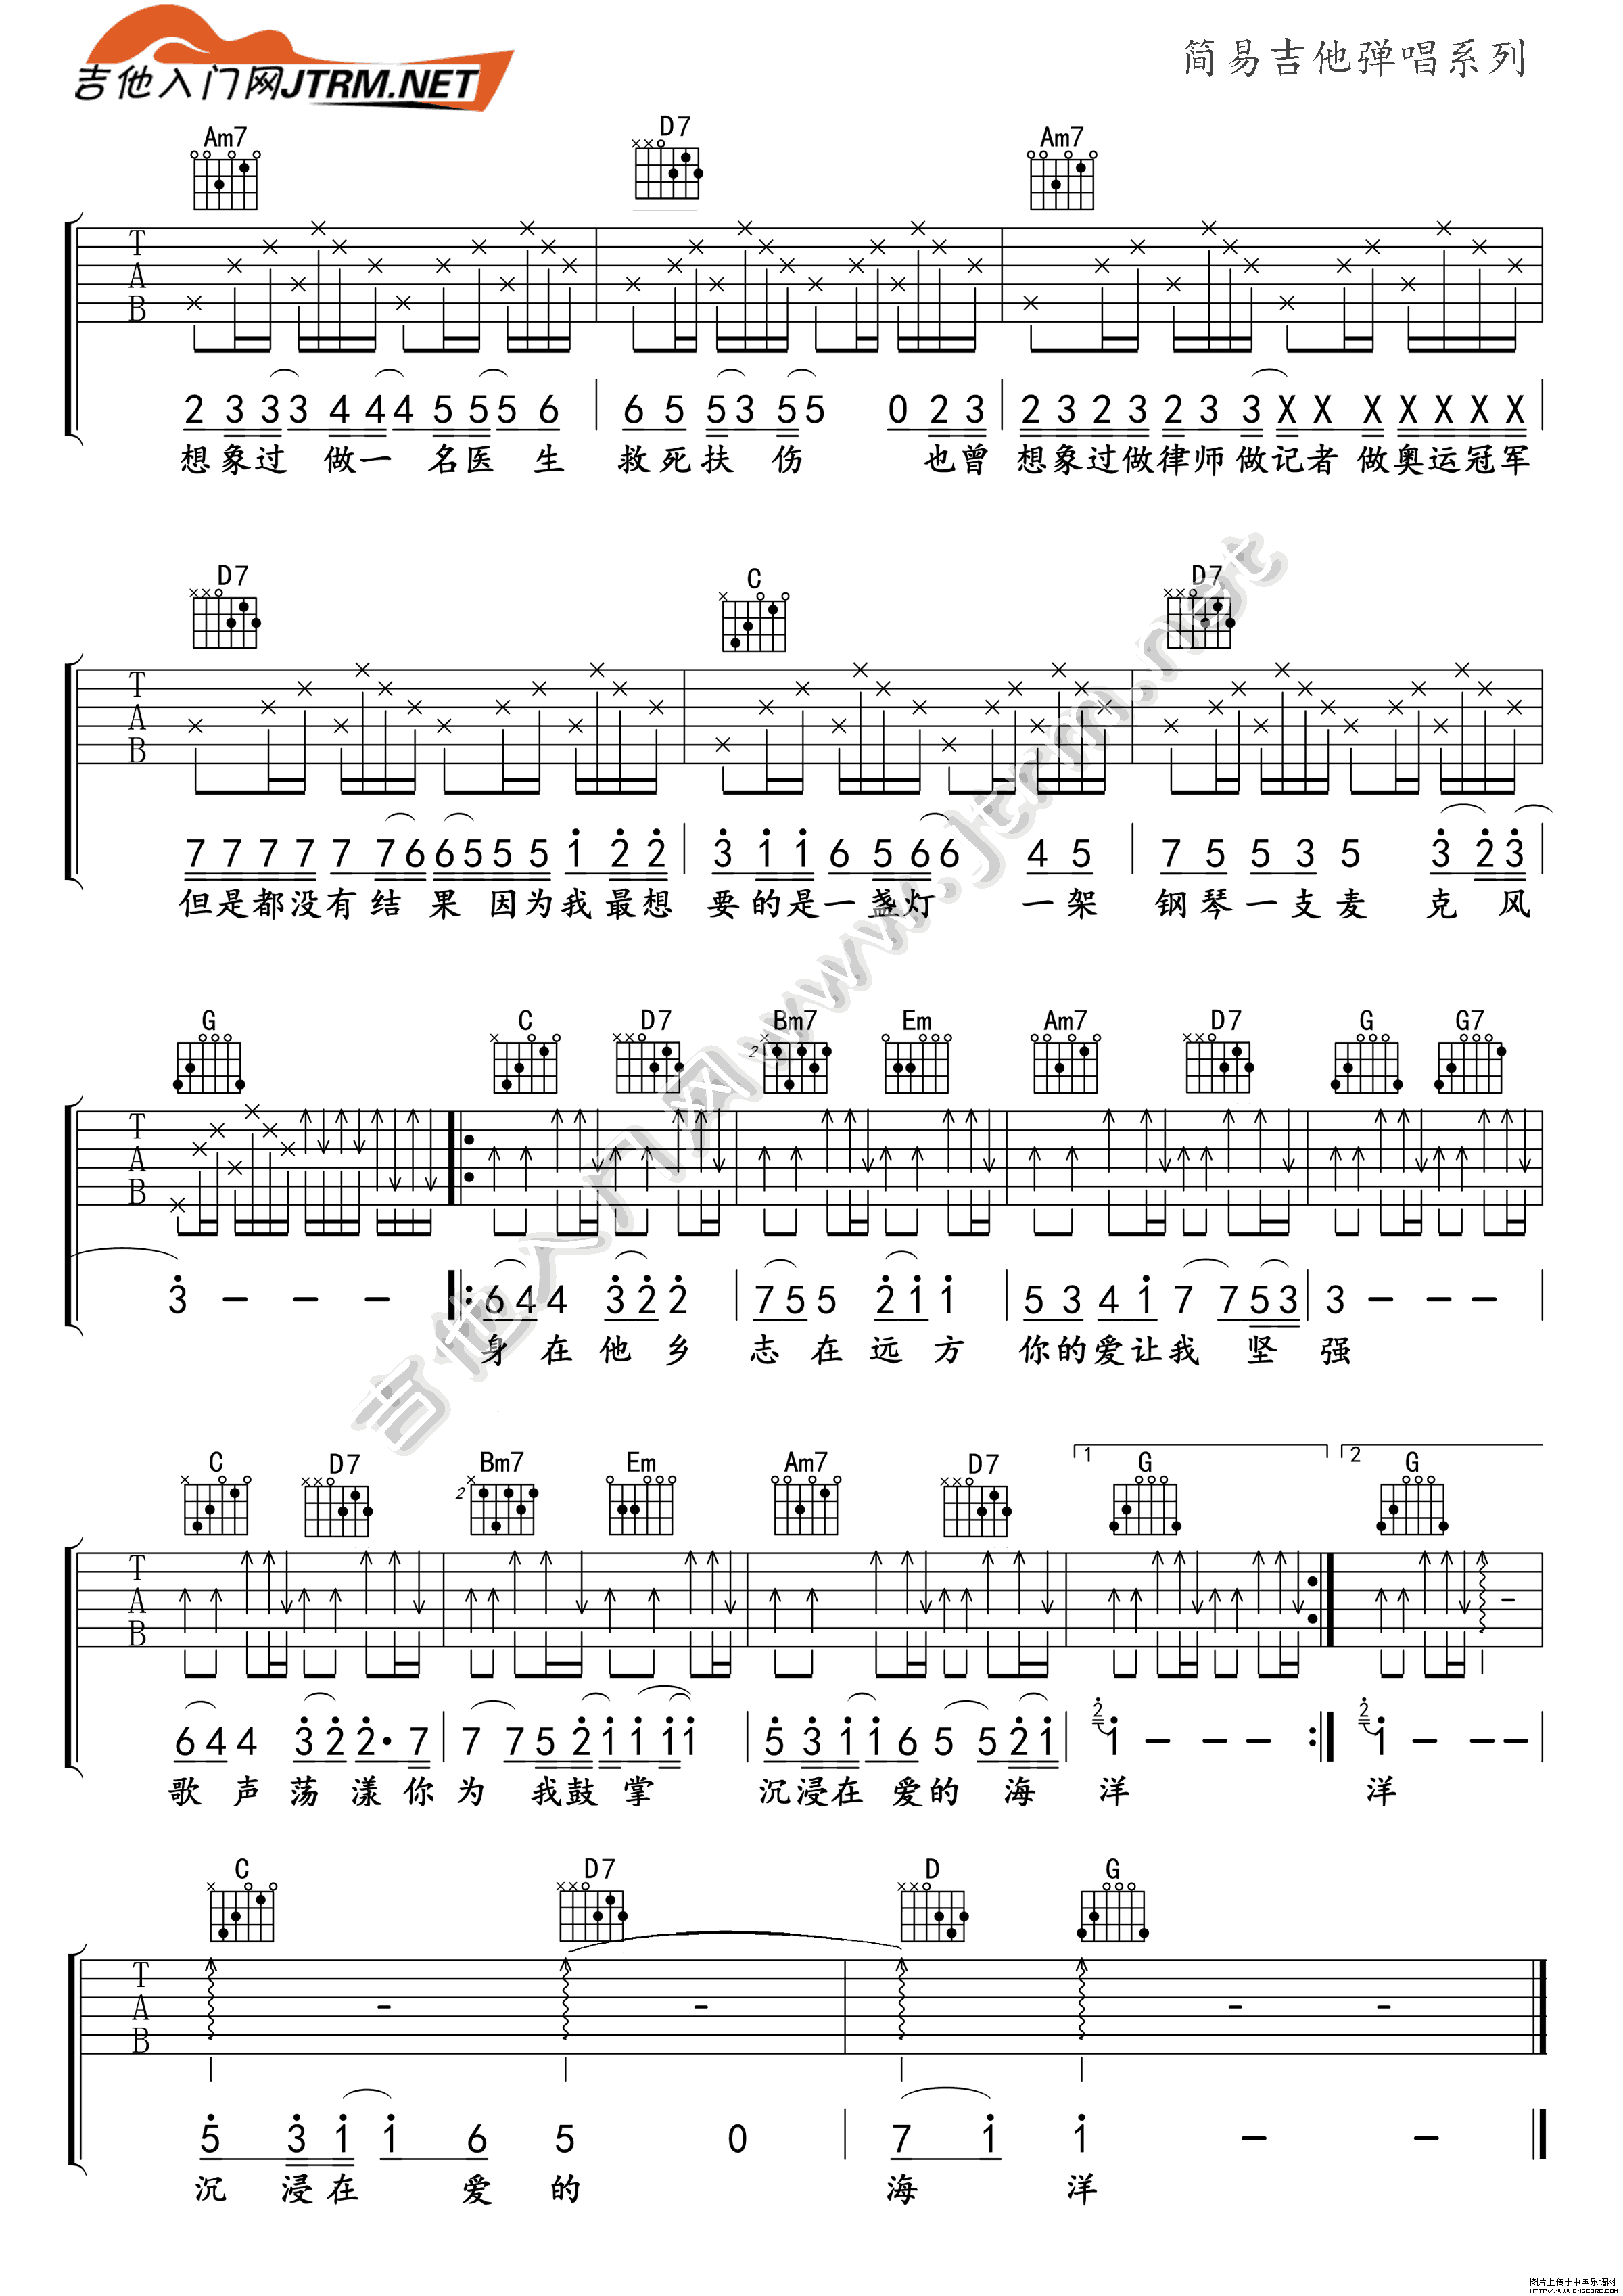 吉他入门网JTRM.NET
简易吉他弹唱系列
Am7 D7 Am7
T
A
B
2 3 3 3 4 4 4 5 5 5 6 | 6 5 5 3 5 5 0 2 3 | 2 3 2 3 2 3 3 X X X X X X X |
想象过 做一 名医 生 救死扶 伤 也曾 想象过做律师 做记者 做奥运冠军
D7 C D7
T
A
B
7 7 7 7 7 7 6 6 5 5 5 1 2 2 | 3 1 1 6 5 6 6 4 5 | 7 5 5 3 5 3 2 3
但是都没有 结 果 因为我最想 要的是一盏灯 一架 钢琴一支麦 克 风
G C D7 Bm7 Em Am7 D7 G G7
2
T
A
B
3 – – – 6 4 4 3 2 2 | 7 5 5 2 1 1 | 5 3 4 1 7 7 5 3 | 3 – – – |
身 在 他 乡 志 在 远 方 你的爱让我 坚 强
C D7 Bm7 Em Am7 D7 1 G 2 G
2
T
A
B
6 4 4 3 2 2· 7 | 7 7 5 2 1 1 1 1 | 5 3 1 1 6 5 5 2 1 | 2 1 – – – 2 1 – – – |
歌 声 荡 漾 你 为 我鼓 掌 沉浸在 爱的 海 洋 洋
C D7 D G
T
A
B
5 3 1 1 6 5 0 | 7 1 1 – –
沉 浸在 爱 的 海 洋
吉他入门网www.jtrm.net
图片上传于中国乐谱网
HTTP://WWW.CNSCORE.COM